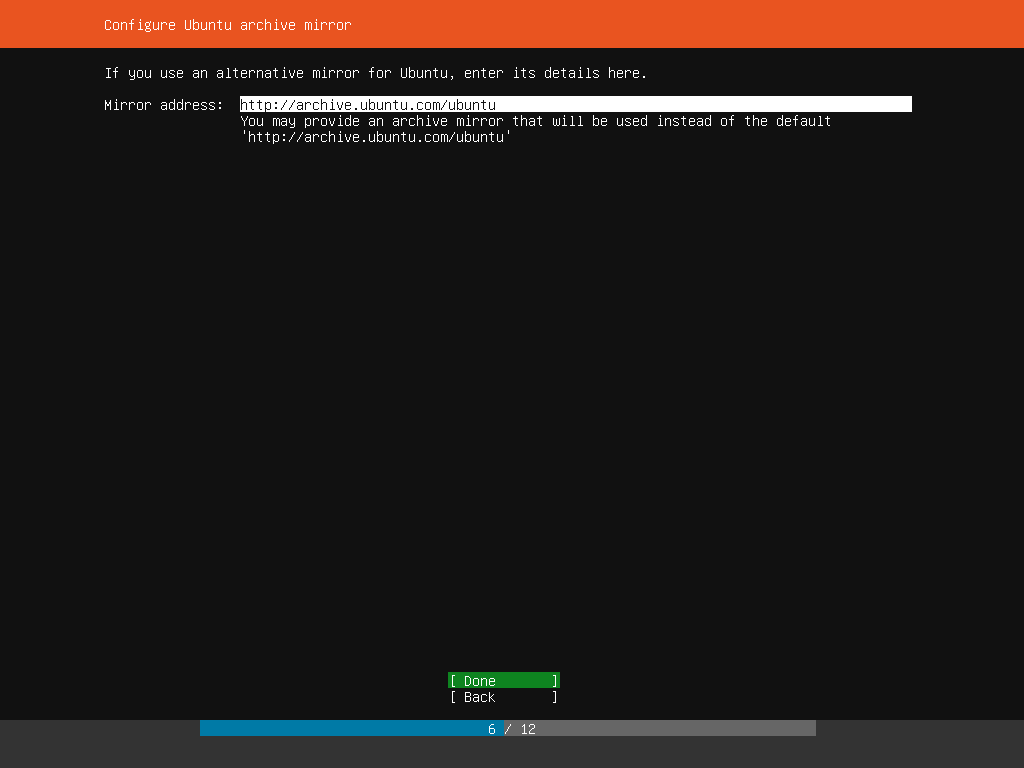 Configure Ubuntu archive mirror
If you use an alternative mirror for Ubuntu, enter its details here.
Mirror address: http://archive.ubuntu.com/ubuntu
You may provide an archive mirror that will be used instead of the default
'http://archive.ubuntu.com/ubuntu'
[ Done ]
[ Back ]
6 / 12